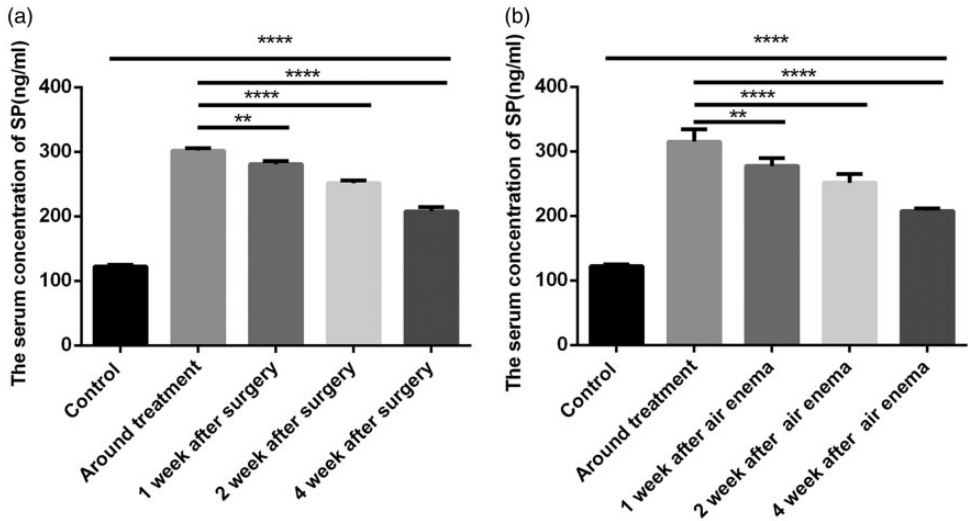 (a)
****
****
****
**
The serum concentration of SP(ng/ml)
400
300
200
100
0
Control
Around treatment
1 week after surgery
2 week after surgery
4 week after surgery
(b)
****
****
****
**
The serum concentration of SP(ng/ml)
400
300
200
100
0
Control
Around treatment
1 week after air enema
2 week after air enema
4 week after air enema